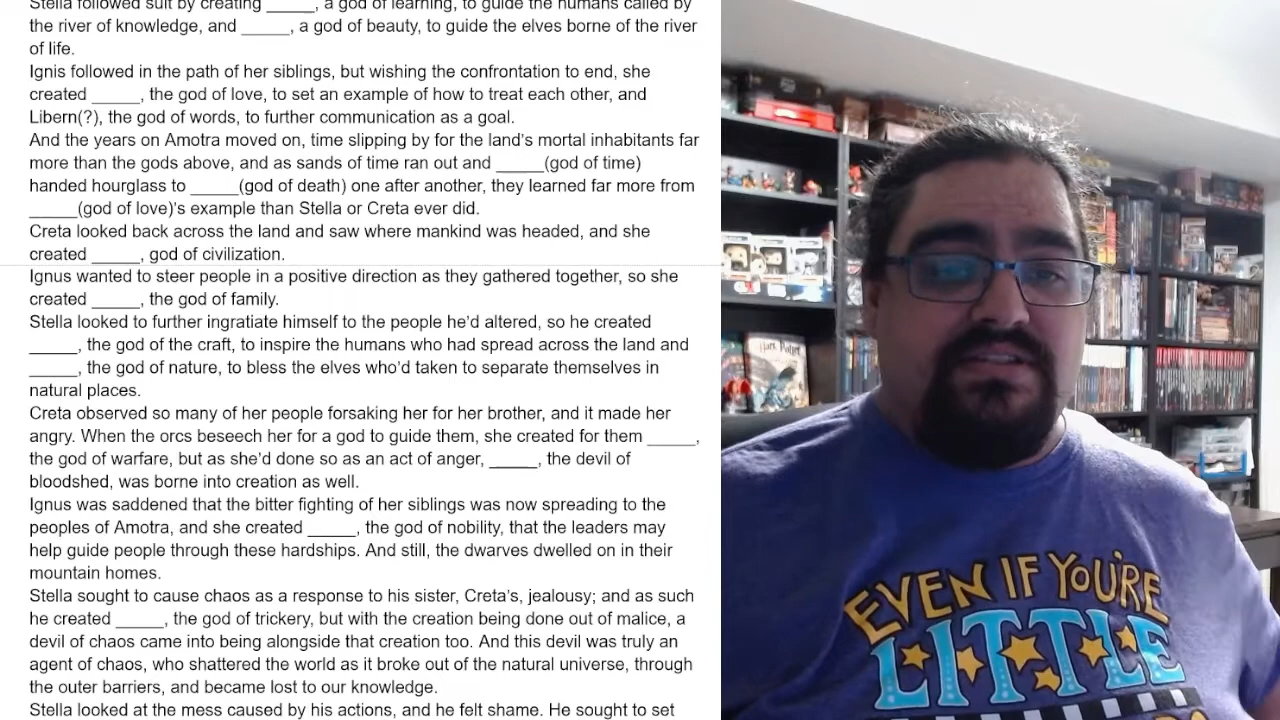 Stella followed suit by creating _____, a god of learning, to guide the humans called by
the river of knowledge, and _____, a god of beauty, to guide the elves borne of the river
of life.
Ignis followed in the path of her siblings, but wishing the confrontation to end, she
created _____, the god of love, to set an example of how to treat each other, and
Libern(?), the god of words, to further communication as a goal.
And the years on Amotra moved on, time slipping by for the land's mortal inhabitants far
more than the gods above, and as sands of time ran out and _____(god of time)
handed hourglass to _____(god of death) one after another, they learned far more from
_____(god of love)'s example than Stella or Creta ever did.
Creta looked back across the land and saw where mankind was headed, and she
created _____, god of civilization.
Ignus wanted to steer people in a positive direction as they gathered together, so she
created _____, the god of family.
Stella looked to further ingratiate himself to the people he'd altered, so he created
_____, the god of the craft, to inspire the humans who had spread across the land and
_____, the god of nature, to bless the elves who'd taken to separate themselves in
natural places.
Creta observed so many of her people forsaking her for her brother, and it made her
angry. When the orcs beseech her for a god to guide them, she created for them _____,
the god of warfare, but as she'd done so as an act of anger, _____, the devil of
bloodshed, was borne into creation as well.
Ignus was saddened that the bitter fighting of her siblings was now spreading to the
peoples of Amotra, and she created _____, the god of nobility, that the leaders may
help guide people through these hardships. And still, the dwarves dwelled on in their
mountain homes.
Stella sought to cause chaos as a response to his sister, Creta's, jealousy; and as such
he created _____, the god of trickery, but with the creation being done out of malice, a
devil of chaos came into being alongside that creation too. And this devil was truly an
agent of chaos, who shattered the world as it broke out of the natural universe, through
the outer barriers, and became lost to our knowledge.
Stella looked at the mess caused by his actions, and he felt shame. He sought to set
Harry Potter
EVEN IF YOU'RE
LITTLE